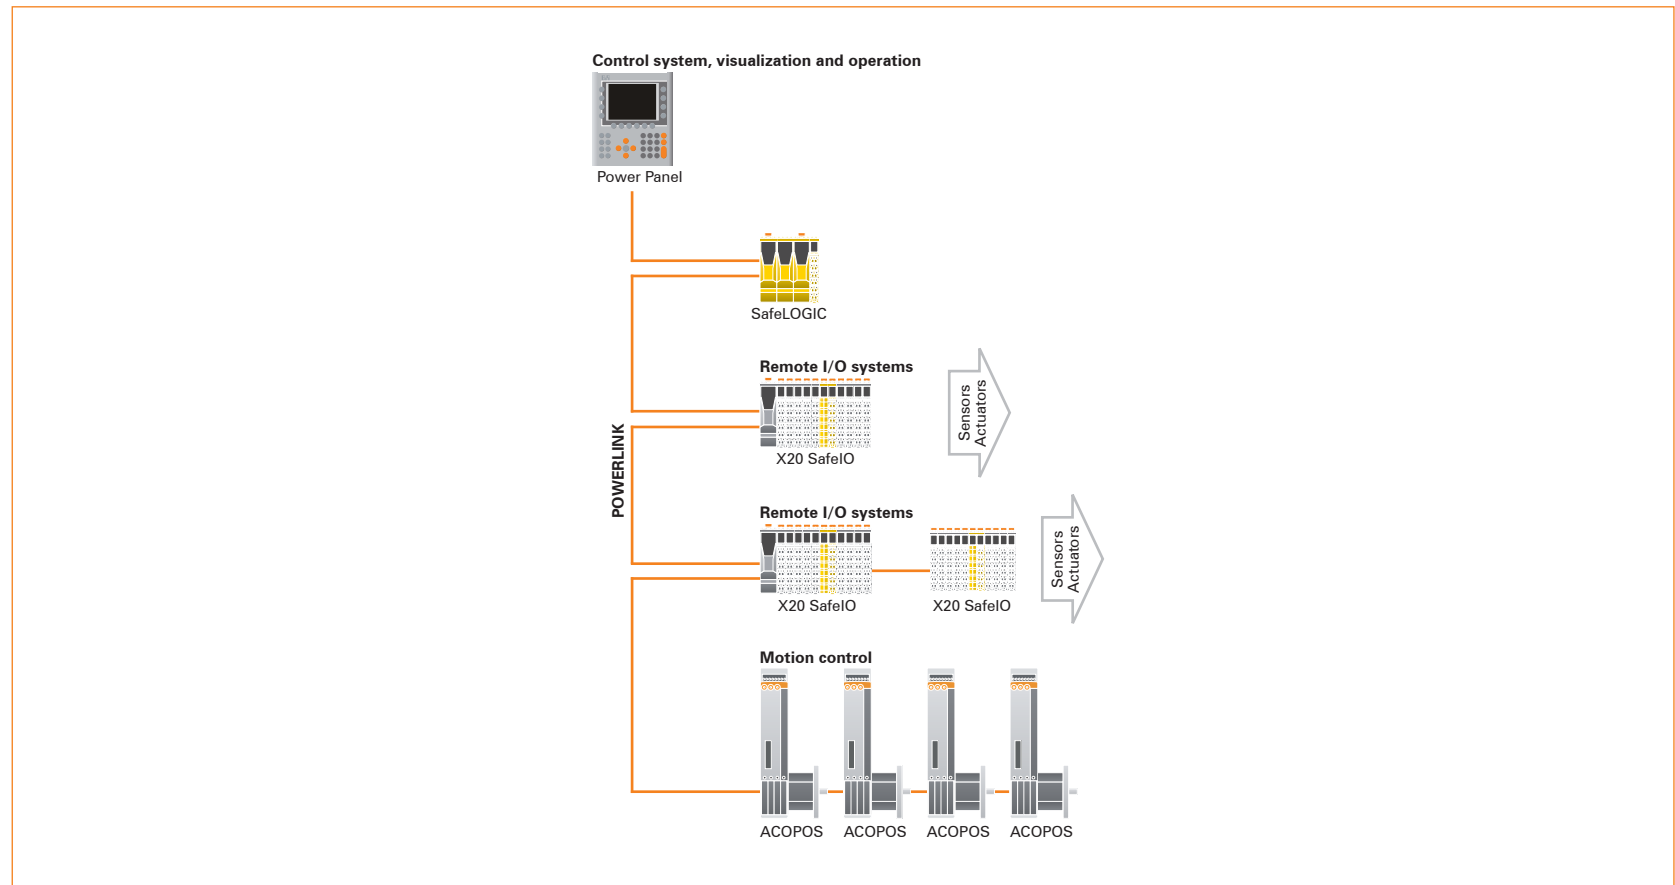 Control system, visualization and operation
Power Panel
SafeLOGIC
Remote I/O systems
X20 SafeIO
Sensors
Actuators
POWERLINK
Remote I/O systems
X20 SafeIO
X20 SafeIO
Sensors
Actuators
Motion control
ACOPOS
ACOPOS
ACOPOS
ACOPOS